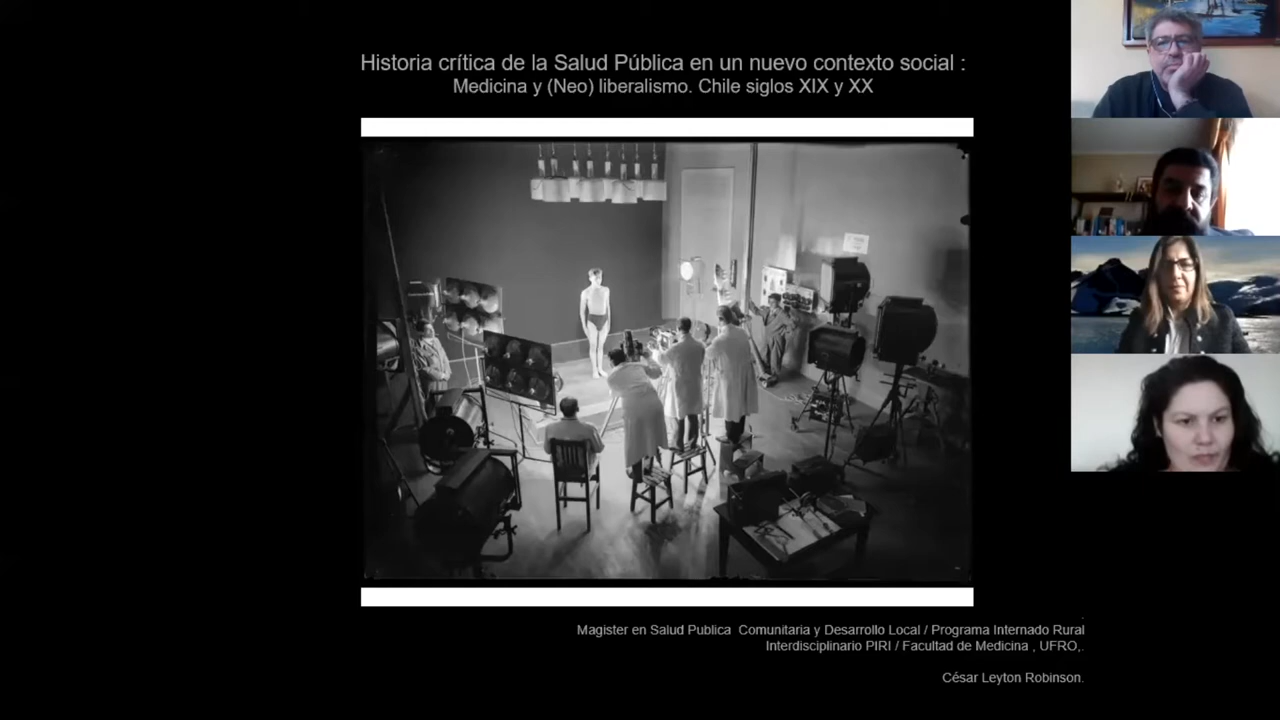 Historia crítica de la Salud Pública en un nuevo contexto social :
Medicina y (Neo) liberalismo. Chile siglos XIX y XX
Magister en Salud Publica Comunitaria y Desarrollo Local / Programa Internado Rural
Interdisciplinario PIRI / Facultad de Medicina , UFRO,.
César Leyton Robinson.